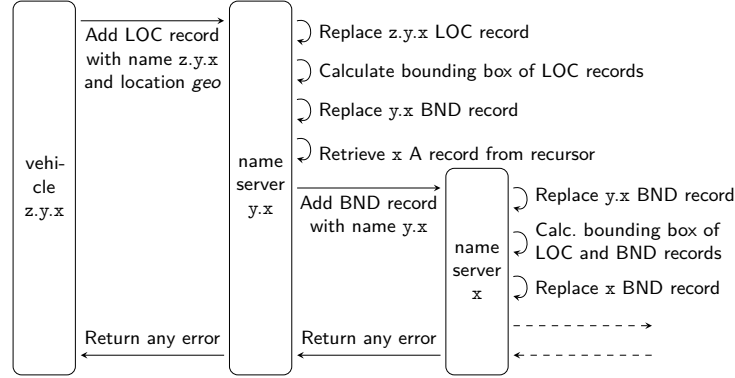 Add LOC record
with name z.y.x
and location geo
Replace z.y.x LOC record
Calculate bounding box of LOC records
Replace y.x BND record
Retrieve x A record from recursor
vehi-
cle
z.y.x
name
server
y.x
Add BND record
with name y.x
name
server
x
Replace y.x BND record
Calc. bounding box of
LOC and BND records
Replace x BND record
Return any error
Return any error